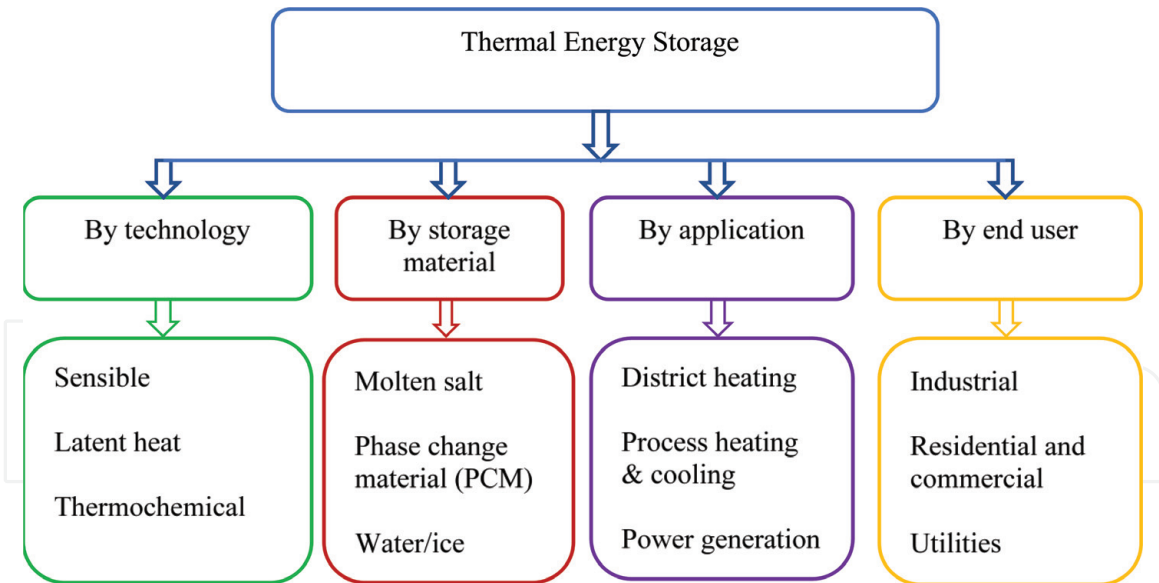 Thermal Energy Storage
By technology
By storage
material
By application
By end user
Sensible
Latent heat
Thermochemical
Molten salt
Phase change
material (PCM)
Water/ice
District heating
Process heating
& cooling
Power generation
Industrial
Residential and
commercial
Utilities